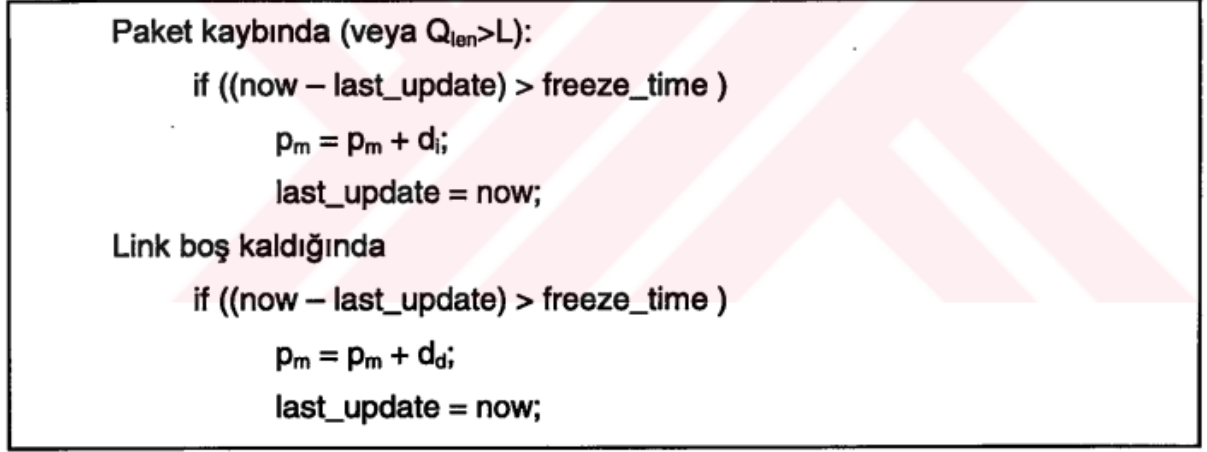 Paket kaybında (veya Qlen>L):
if ((now – last_update) > freeze_time )
pm = pm + di;
last_update = now;
Link boş kaldığında
if ((now – last_update) > freeze_time )
pm = pm + dd;
last_update = now;